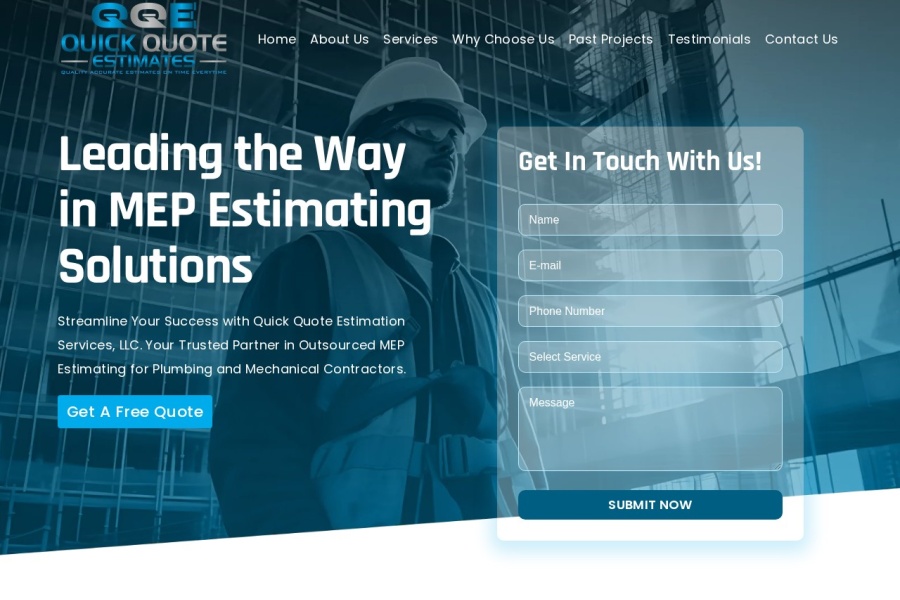 QQE
QUICK QUOTE
ESTIMATES
QUALITY ACCURATE ESTIMATES ON TIME EVERYTIME
Home About Us Services Why Choose Us Past Projects Testimonials Contact Us
Leading the Way
in MEP Estimating
Solutions
Streamline Your Success with Quick Quote Estimation
Services, LLC. Your Trusted Partner in Outsourced MEP
Estimating for Plumbing and Mechanical Contractors.
Get A Free Quote
Get In Touch With Us!
Name
E-mail
Phone Number
Select Service
Message
SUBMIT NOW